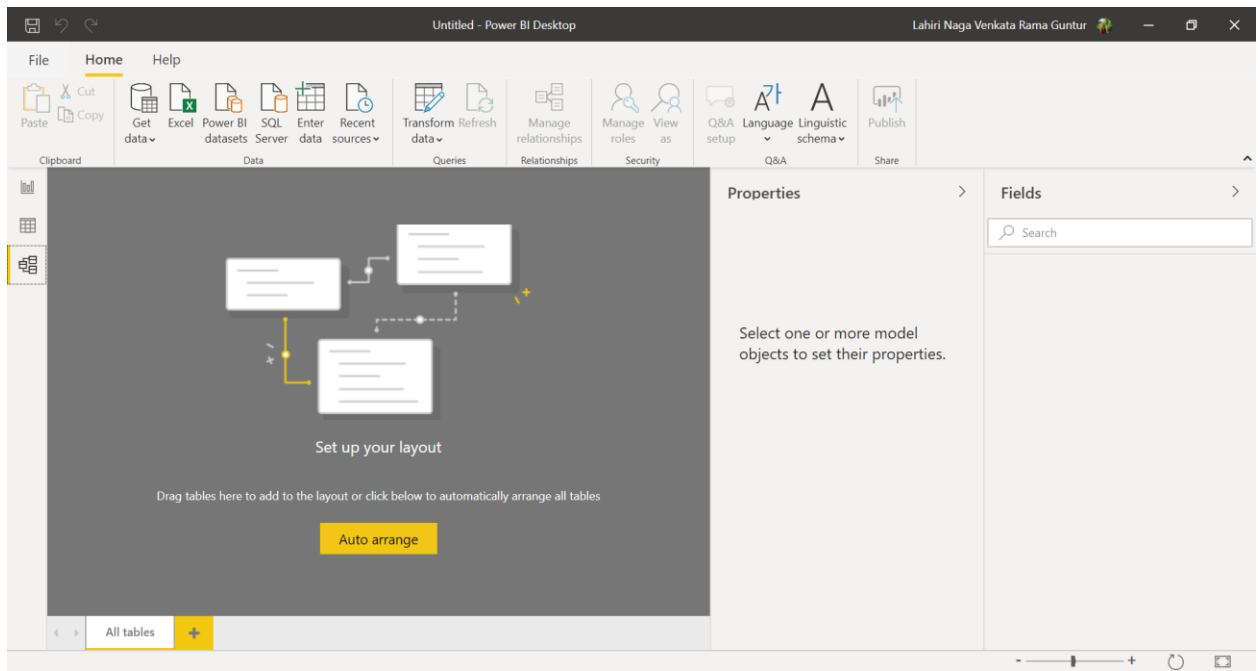 Untitled - Power BI Desktop
Lahiri Naga Venkata Rama Guntur
File Home Help
Paste
Cut
Copy
Get data
Excel
Power BI datasets
SQL Server
Enter data
Recent sources
Transform data
Refresh
Manage relationships
Manage roles
View as
Q&A setup
Language
Linguistic schema
Publish
Clipboard
Data
Queries
Relationships
Security
Q&A
Share
Set up your layout
Drag tables here to add to the layout or click below to automatically arrange all tables
Auto arrange
Properties
Select one or more model
objects to set their properties.
Fields
Search
All tables